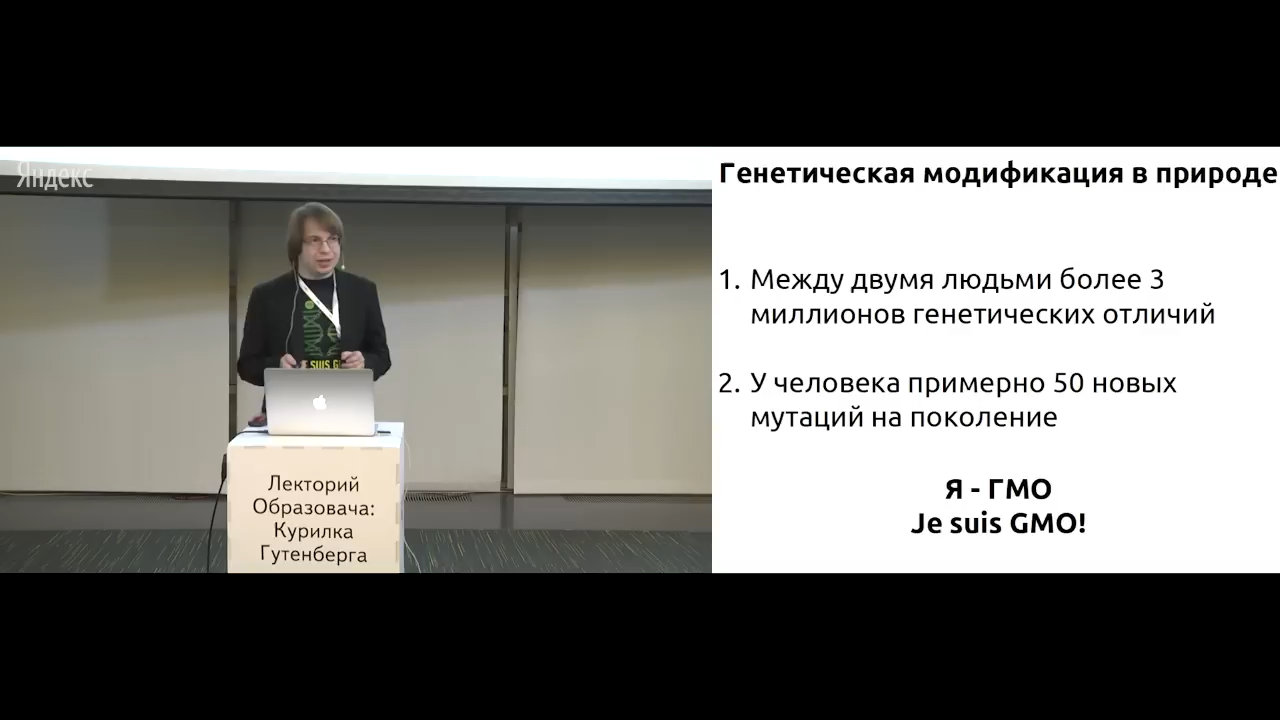 Яндекс
SUIS G
Лекторий
Образовача:
Курилка
Гутенберга
Генетическая модификация в природе
1. Между двумя людьми более 3
миллионов генетических отличий
2. У человека примерно 50 новых
мутаций на поколение
Я - ГМО
Je suis GMO!